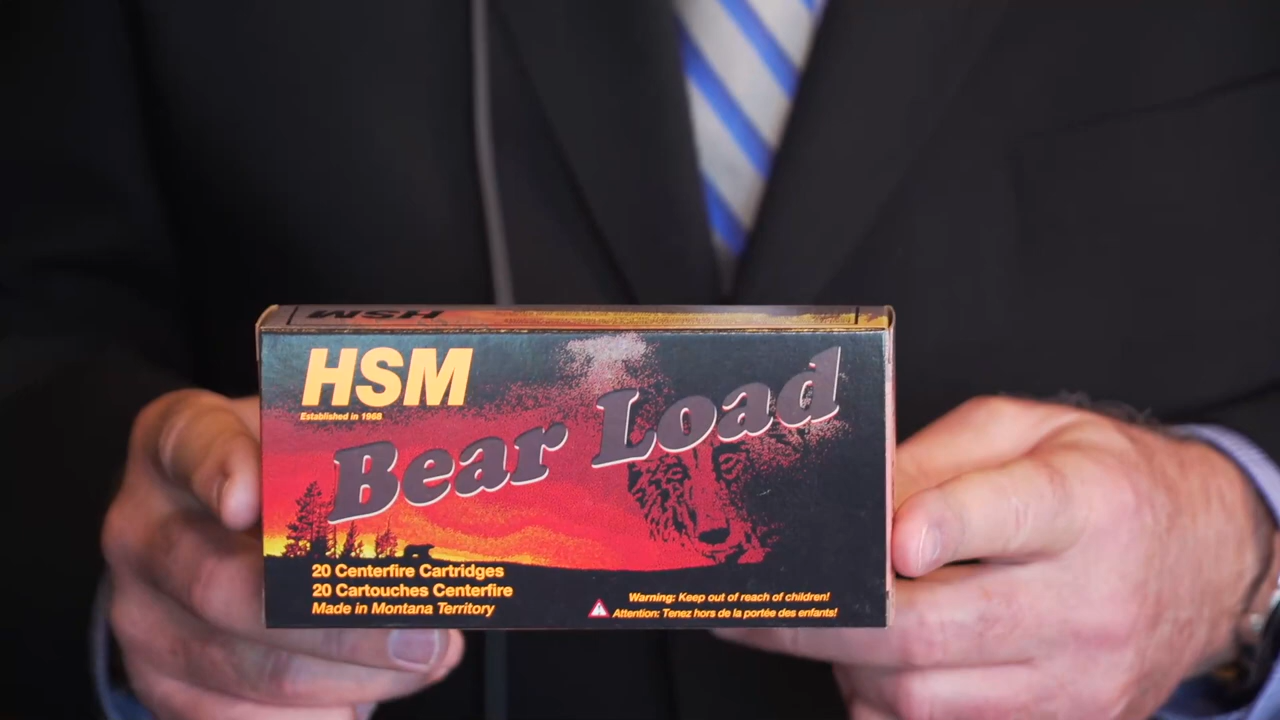 HSM
HSM
Established in 1968
Bear Load
20 Centerfire Cartridges
20 Cartouches Centerfire
Made in Montana Territory
Warning: Keep out of reach of children!
Attention: Tenez hors de la portée des enfants!